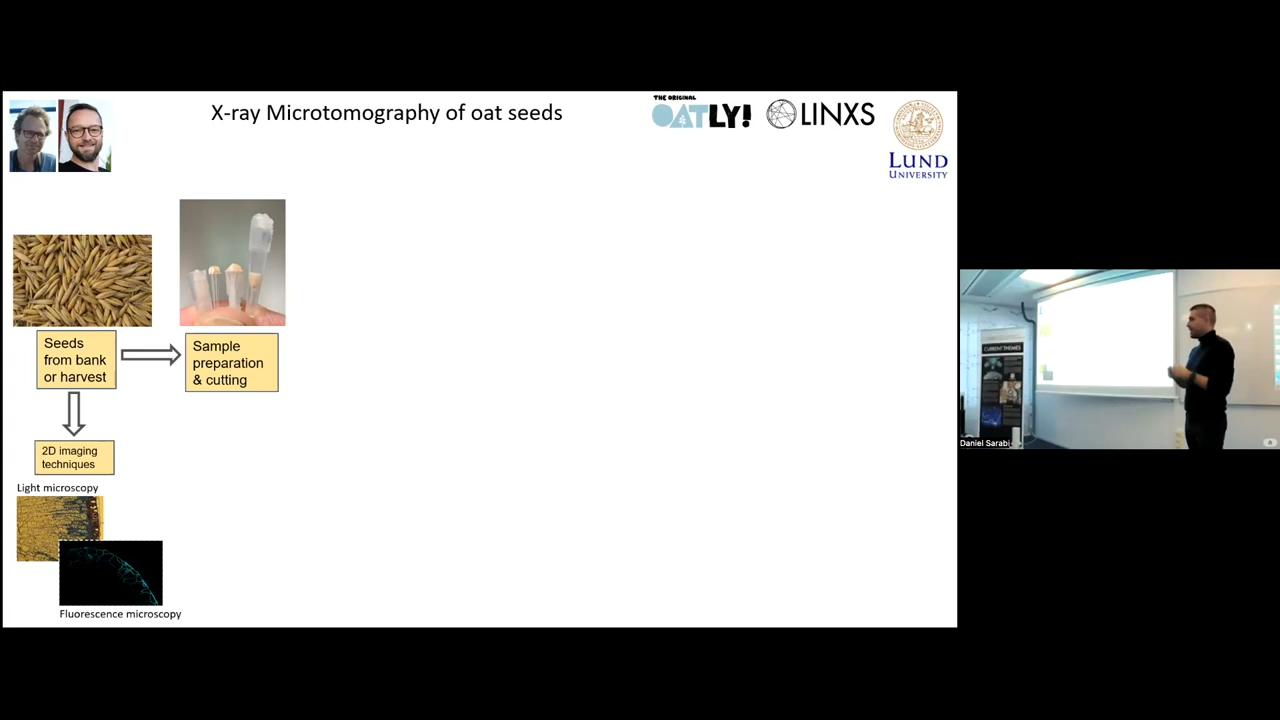 X-ray Microtomography of oat seeds
THE ORIGINAL
OATLY!
LINXS
LUND
UNIVERSITY
Seeds
from bank
or harvest
Sample
preparation
& cutting
2D imaging
techniques
Light microscopy
Fluorescence microscopy
CURRENT THEMES
Daniel Sarabi